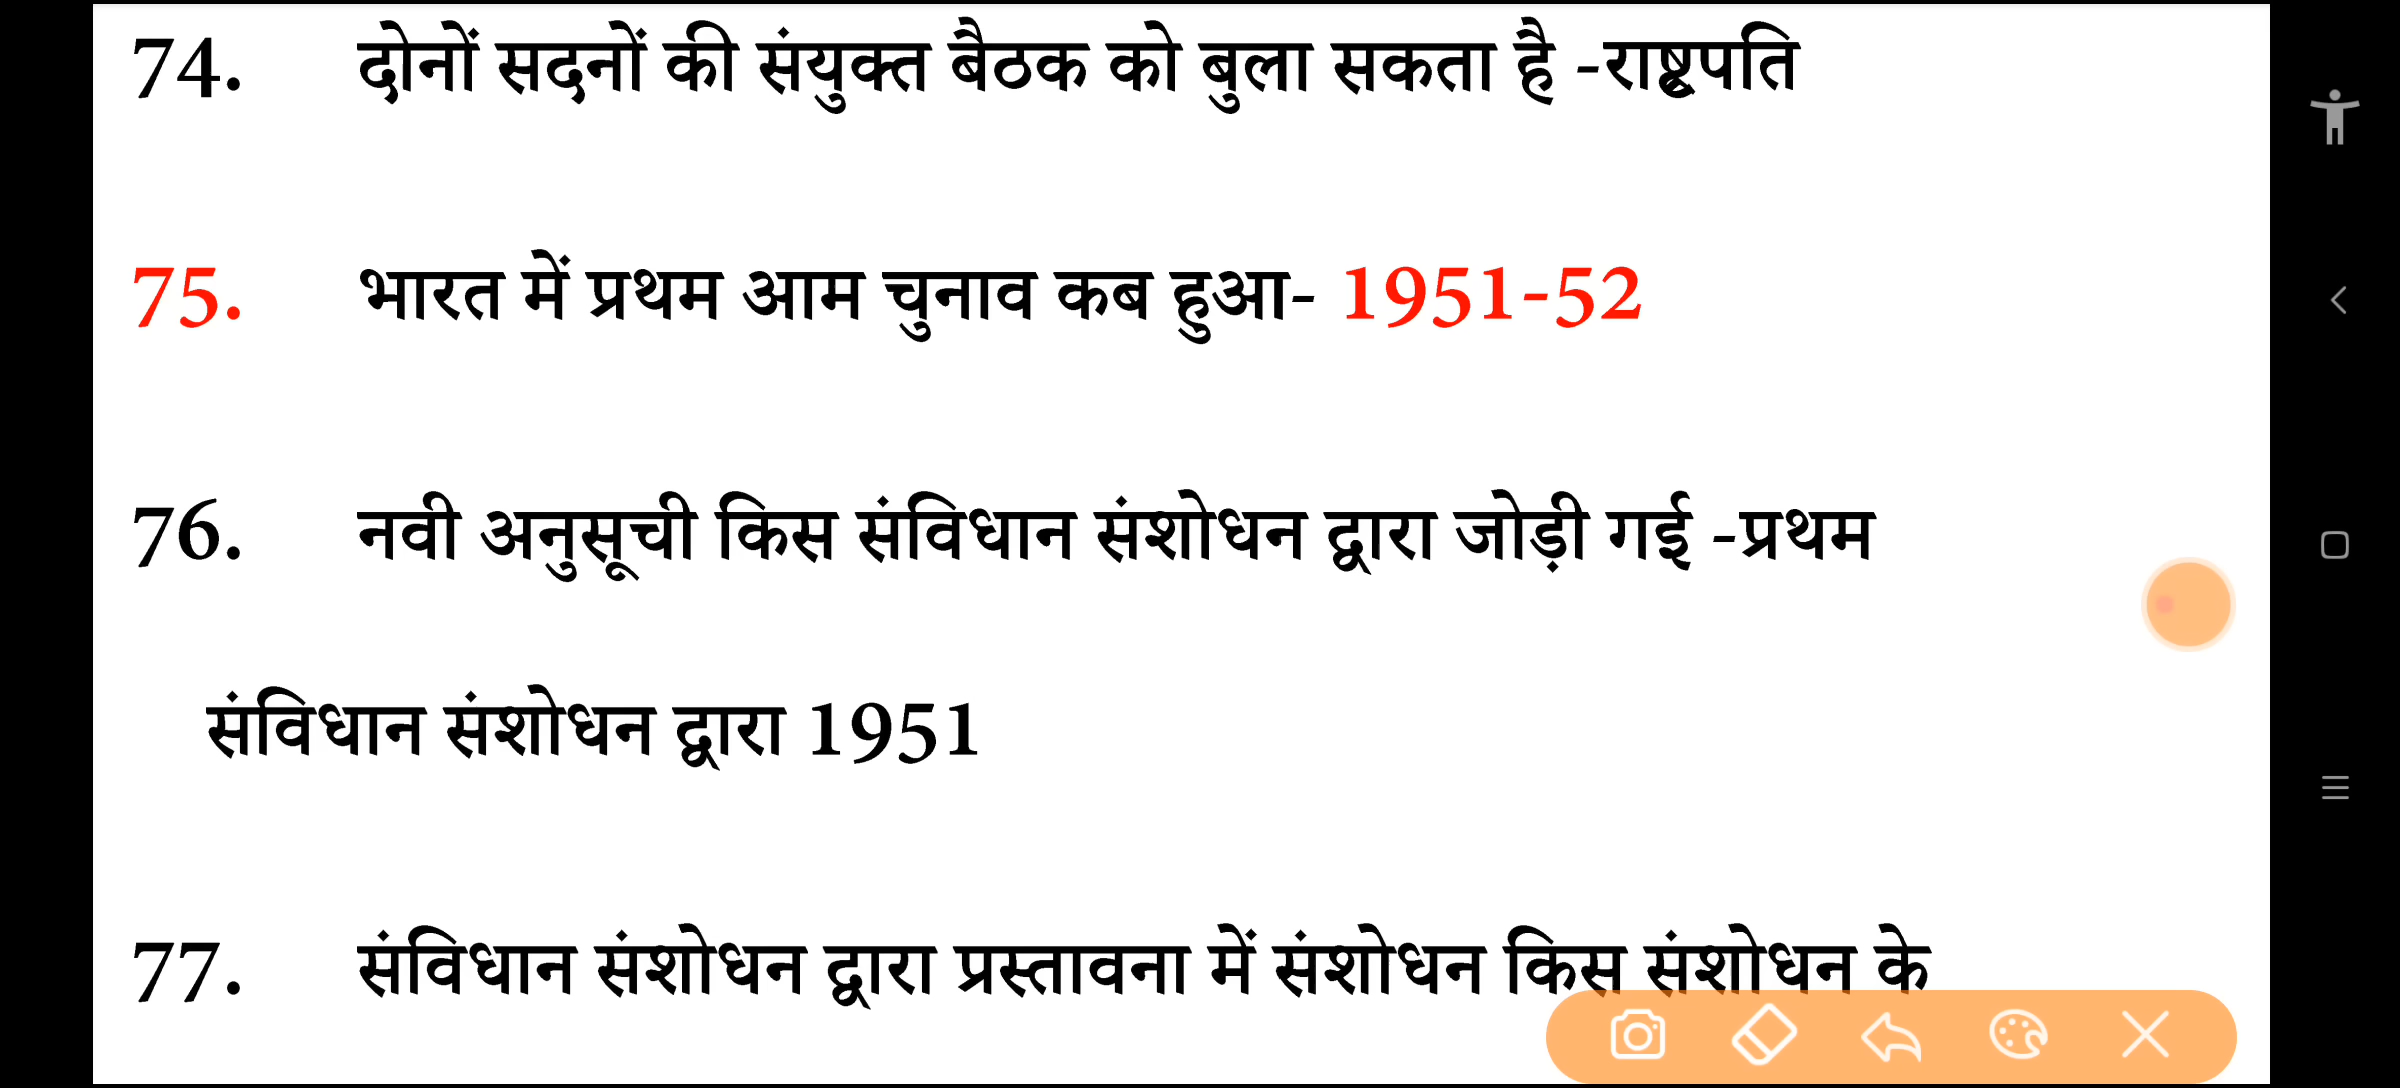 74. दोनों सदनों की संयुक्त बैठक को बुला सकता है -राष्ट्रपति
75. भारत में प्रथम आम चुनाव कब हुआ- 1951-52
76. नवी अनुसूची किस संविधान संशोधन द्वारा जोड़ी गई -प्रथम
संविधान संशोधन द्वारा 1951
77. संविधान संशोधन द्वारा प्रस्तावना में संशोधन किस संशोधन के